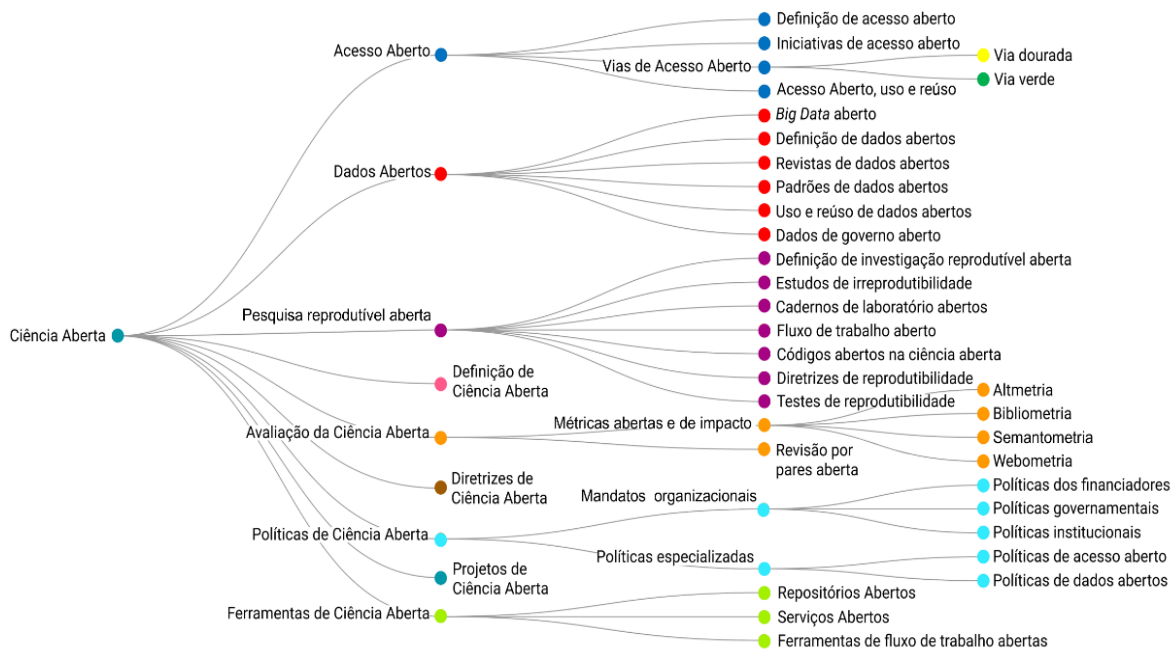 Definição de acesso aberto
Acesso Aberto
Iniciativas de acesso aberto
Vias de Acesso Aberto
Via dourada
Via verde
Acesso Aberto, uso e reúso
Big Data aberto
Definição de dados abertos
Revistas de dados abertos
Dados Abertos
Padrões de dados abertos
Uso e reúso de dados abertos
Dados de governo aberto
Definição de investigação reprodutível aberta
Estudos de irreprodutibilidade
Cadernos de laboratório abertos
Pesquisa reprodutível aberta
Fluxo de trabalho aberto
Ciência Aberta
Códigos abertos na ciência aberta
Diretrizes de reprodutibilidade
Testes de reprodutibilidade
Definição de
Ciência Aberta
Altmetria
Bibliometria
Métricas abertas e de impacto
Avaliação da Ciência Aberta
Semantometria
Revisão por
pares aberta
Webometria
Diretrizes de
Ciência Aberta
Políticas dos financiadores
Mandatos organizacionais
Políticas governamentais
Políticas de Ciência Aberta
Políticas institucionais
Políticas especializadas
Políticas de acesso aberto
Políticas de dados abertos
Projetos de
Ciência Aberta
Repositórios Abertos
Ferramentas de Ciência Aberta
Serviços Abertos
Ferramentas de fluxo de trabalho abertas